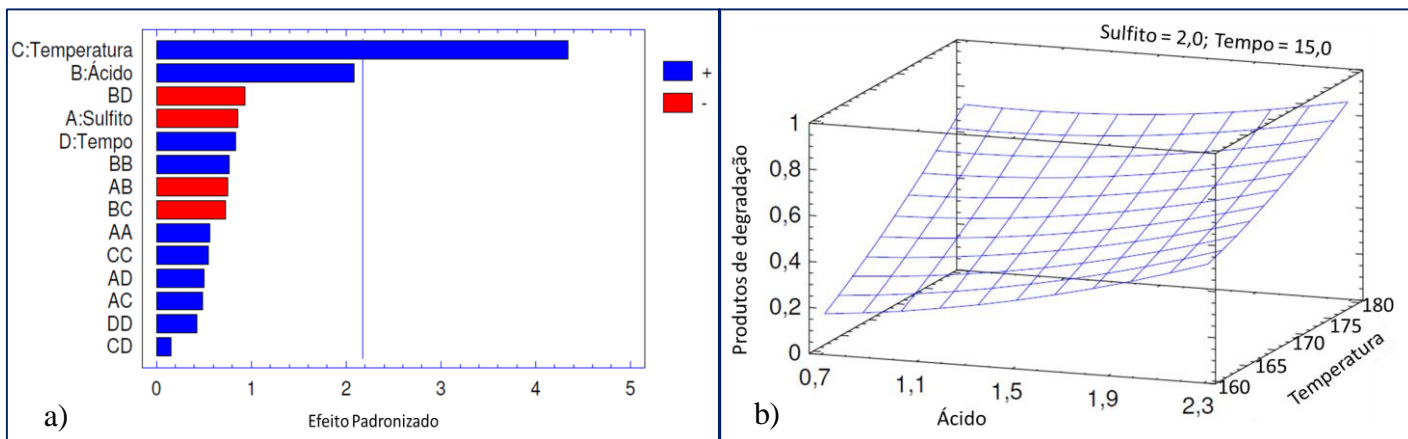 C:Temperatura
B:Ácido
BD
A:Sulfito
D:Tempo
BB
AB
BC
AA
CC
AD
AC
DD
CD
0 1 2 3 4 5
Efeito Padronizado
+
-
a)
Sulfito = 2,0; Tempo = 15,0
Produtos de degradação
1
0,8
0,6
0,4
0,2
0
0,7 1,1 1,5 1,9 2,3
Ácido
160 165 170 175 180
Temperatura
b)